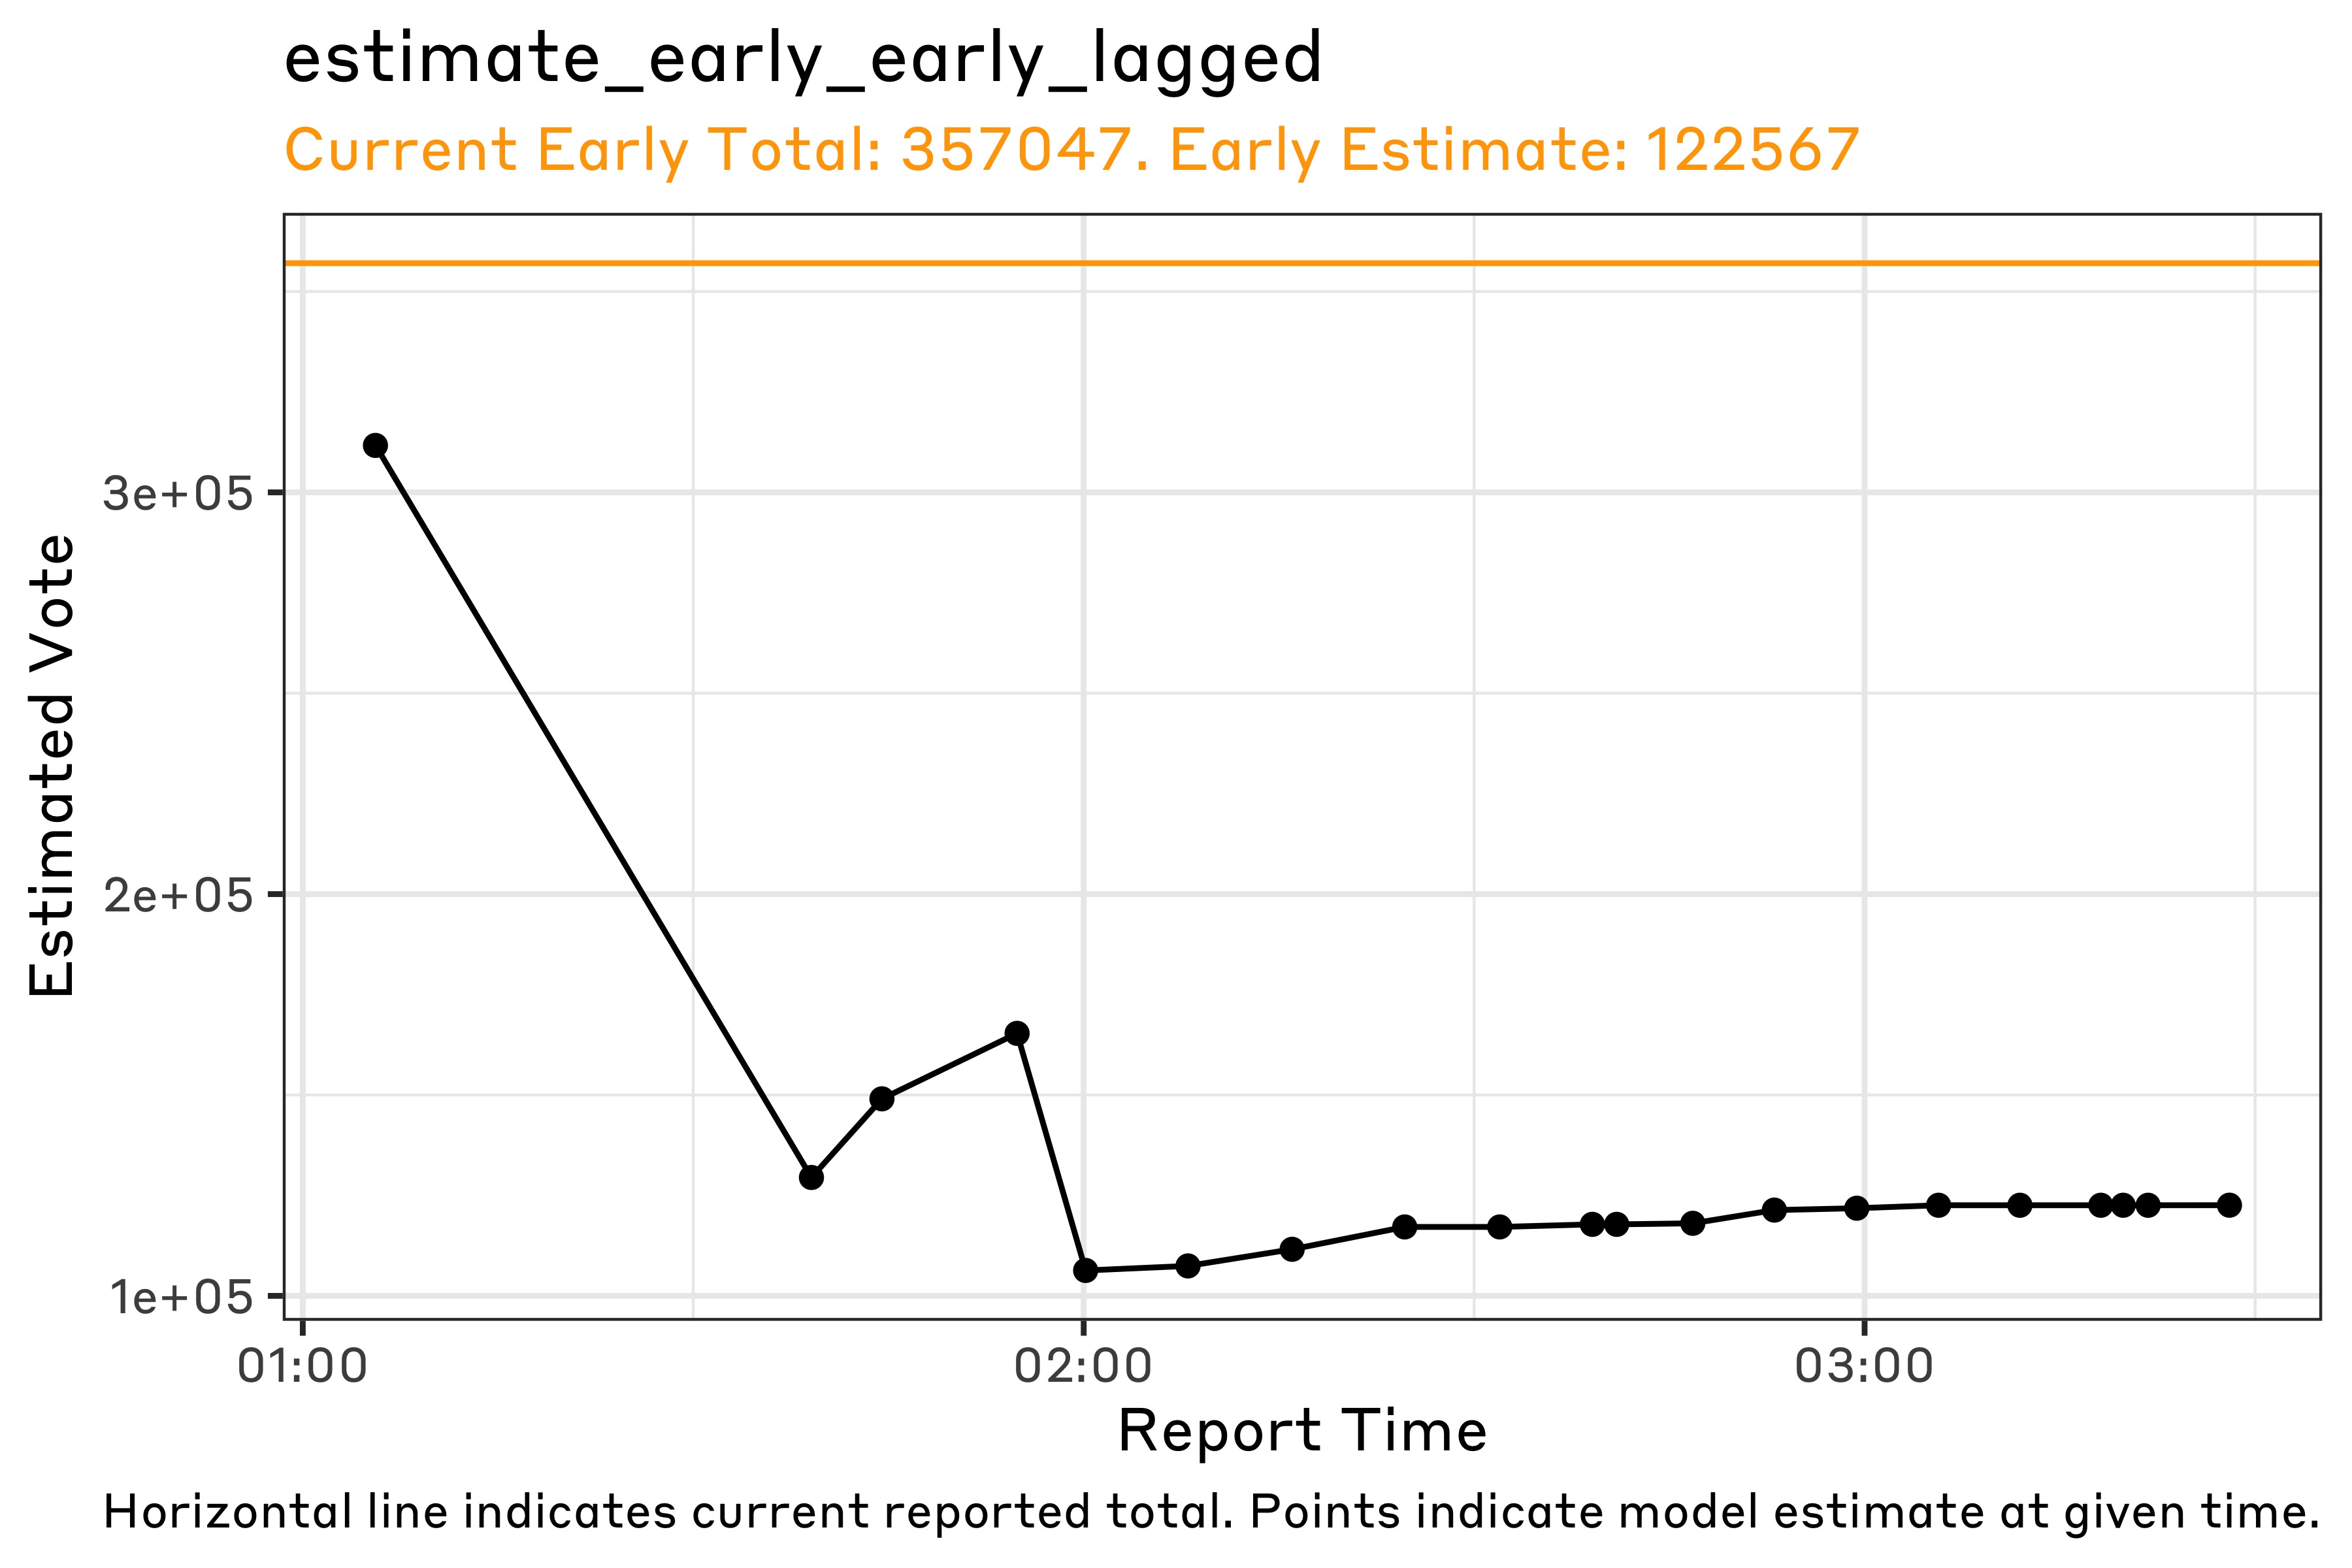 estimate_early_early_lagged
Current Early Total: 357047. Early Estimate: 122567
Estimated Vote
3e+05
2e+05
1e+05
01:00
02:00
03:00
Report Time
Horizontal line indicates current reported total. Points indicate model estimate at given time.